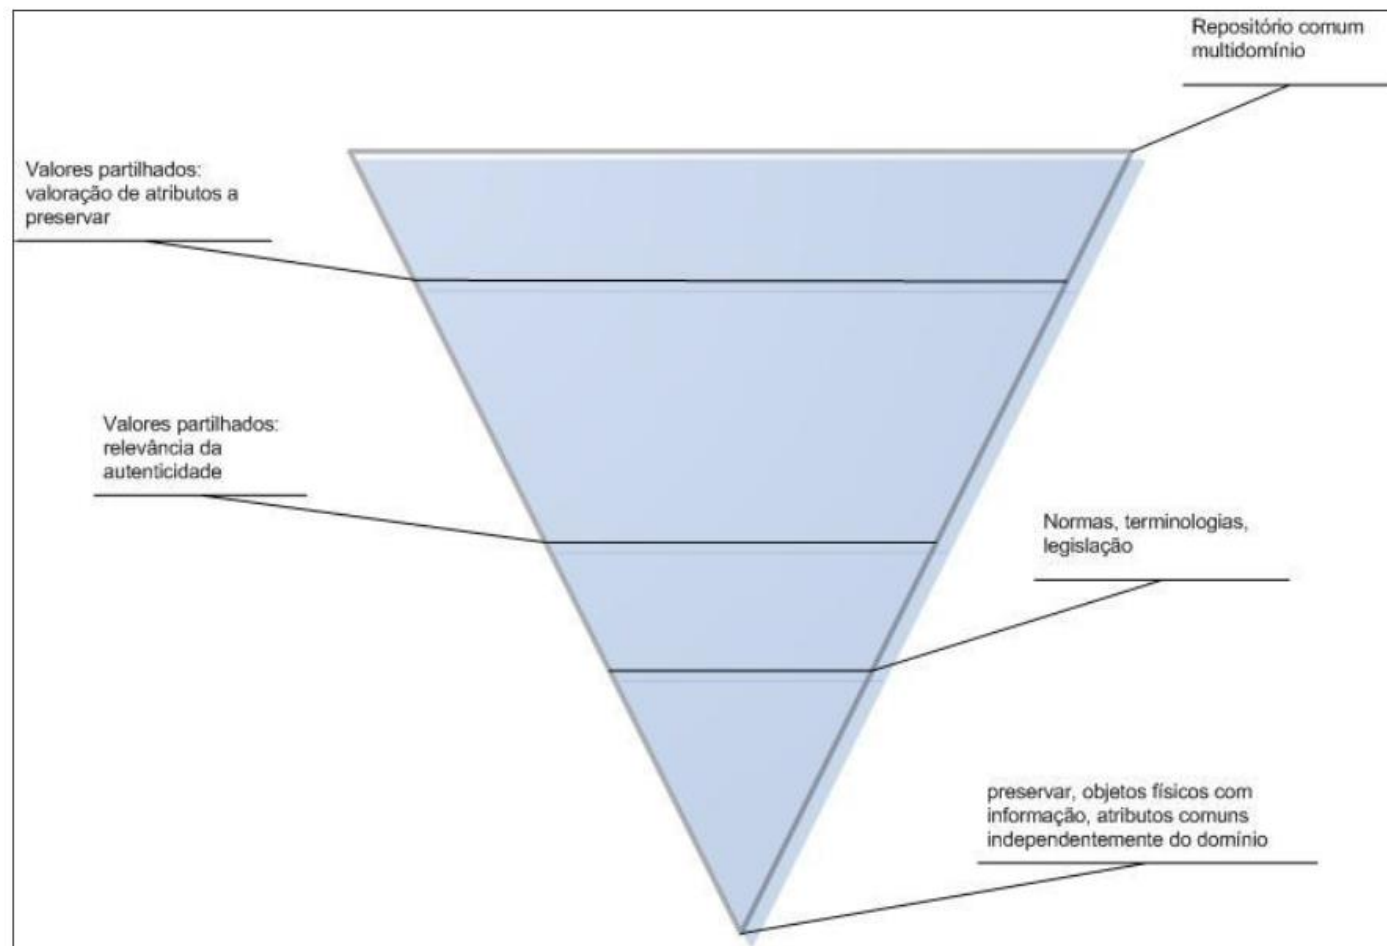 Repositório comum
multidomínio
Valores partilhados:
valoração de atributos a
preservar
Valores partilhados:
relevância da
autenticidade
Normas, terminologias,
legislação
preservar, objetos físicos com
informação, atributos comuns
independentemente do domínio